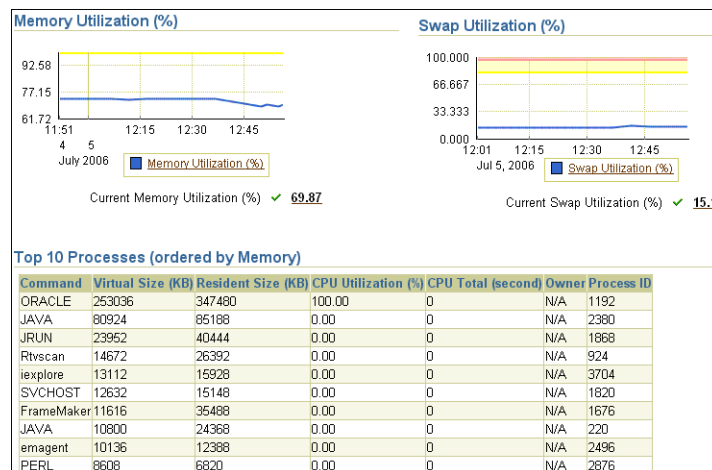 Memory Utilization (%)
92.58
77.15
61.72
11:51 12:15 12:30 12:45
4 5
July 2006
Memory Utilization (%)
Current Memory Utilization (%) 69.87
Swap Utilization (%)
100.000
66.667
33.333
0.000
12:01 12:15 12:30 12:45
Jul 5, 2006
Swap Utilization (%)
Current Swap Utilization (%)
Top 10 Processes (ordered by Memory)
Command Virtual Size (KB) Resident Size (KB) CPU Utilization (%) CPU Total (second) Owner Process ID
ORACLE 253036 347480 100.00 0 N/A 1192
JAVA 80924 85188 0.00 0 N/A 2380
JRUN 23952 40444 0.00 0 N/A 1868
Rtvscan 14672 26392 0.00 0 N/A 924
iexplore 13112 15928 0.00 0 N/A 3704
SVCHOST 12632 15148 0.00 0 N/A 1820
FrameMaker 11616 35488 0.00 0 N/A 1676
JAVA 10800 24368 0.00 0 N/A 220
emagent 10136 12388 0.00 0 N/A 2496
PERL 8608 6820 0.00 0 N/A 2876